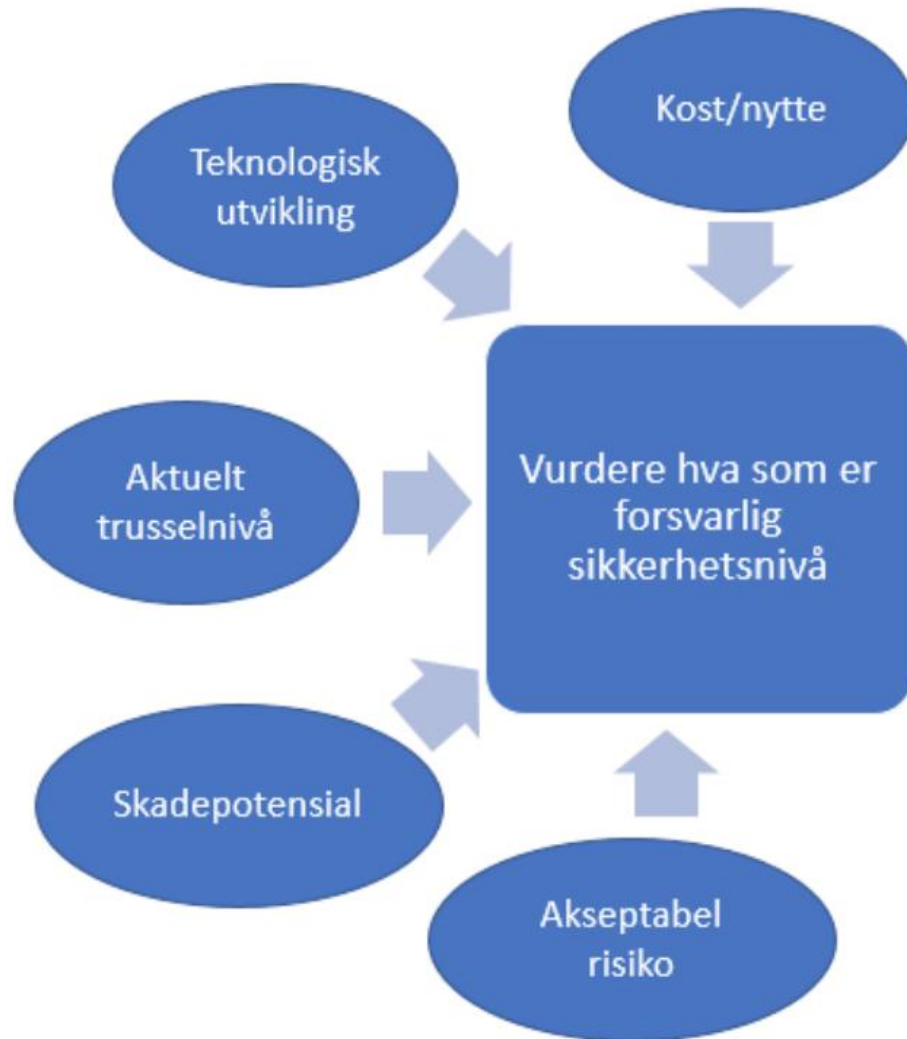 Kost/nytte
Teknologisk
utvikling
Aktuelt
trusselnivå
Vurdere hva som er
forsvarlig
sikkerhetsnivå
Skadepotensial
Akseptabel
risiko